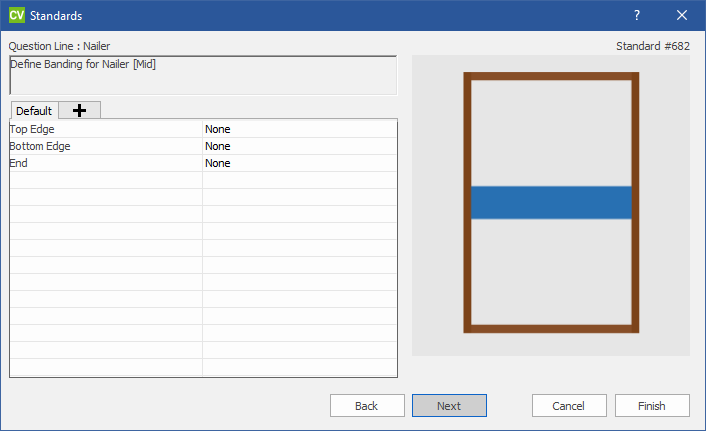 CV Standards ?
Question Line : Nailer
Standard #682
Define Banding for Nailer [Mid]
Default
Top Edge None
Bottom Edge None
End None
Back Next Cancel Finish